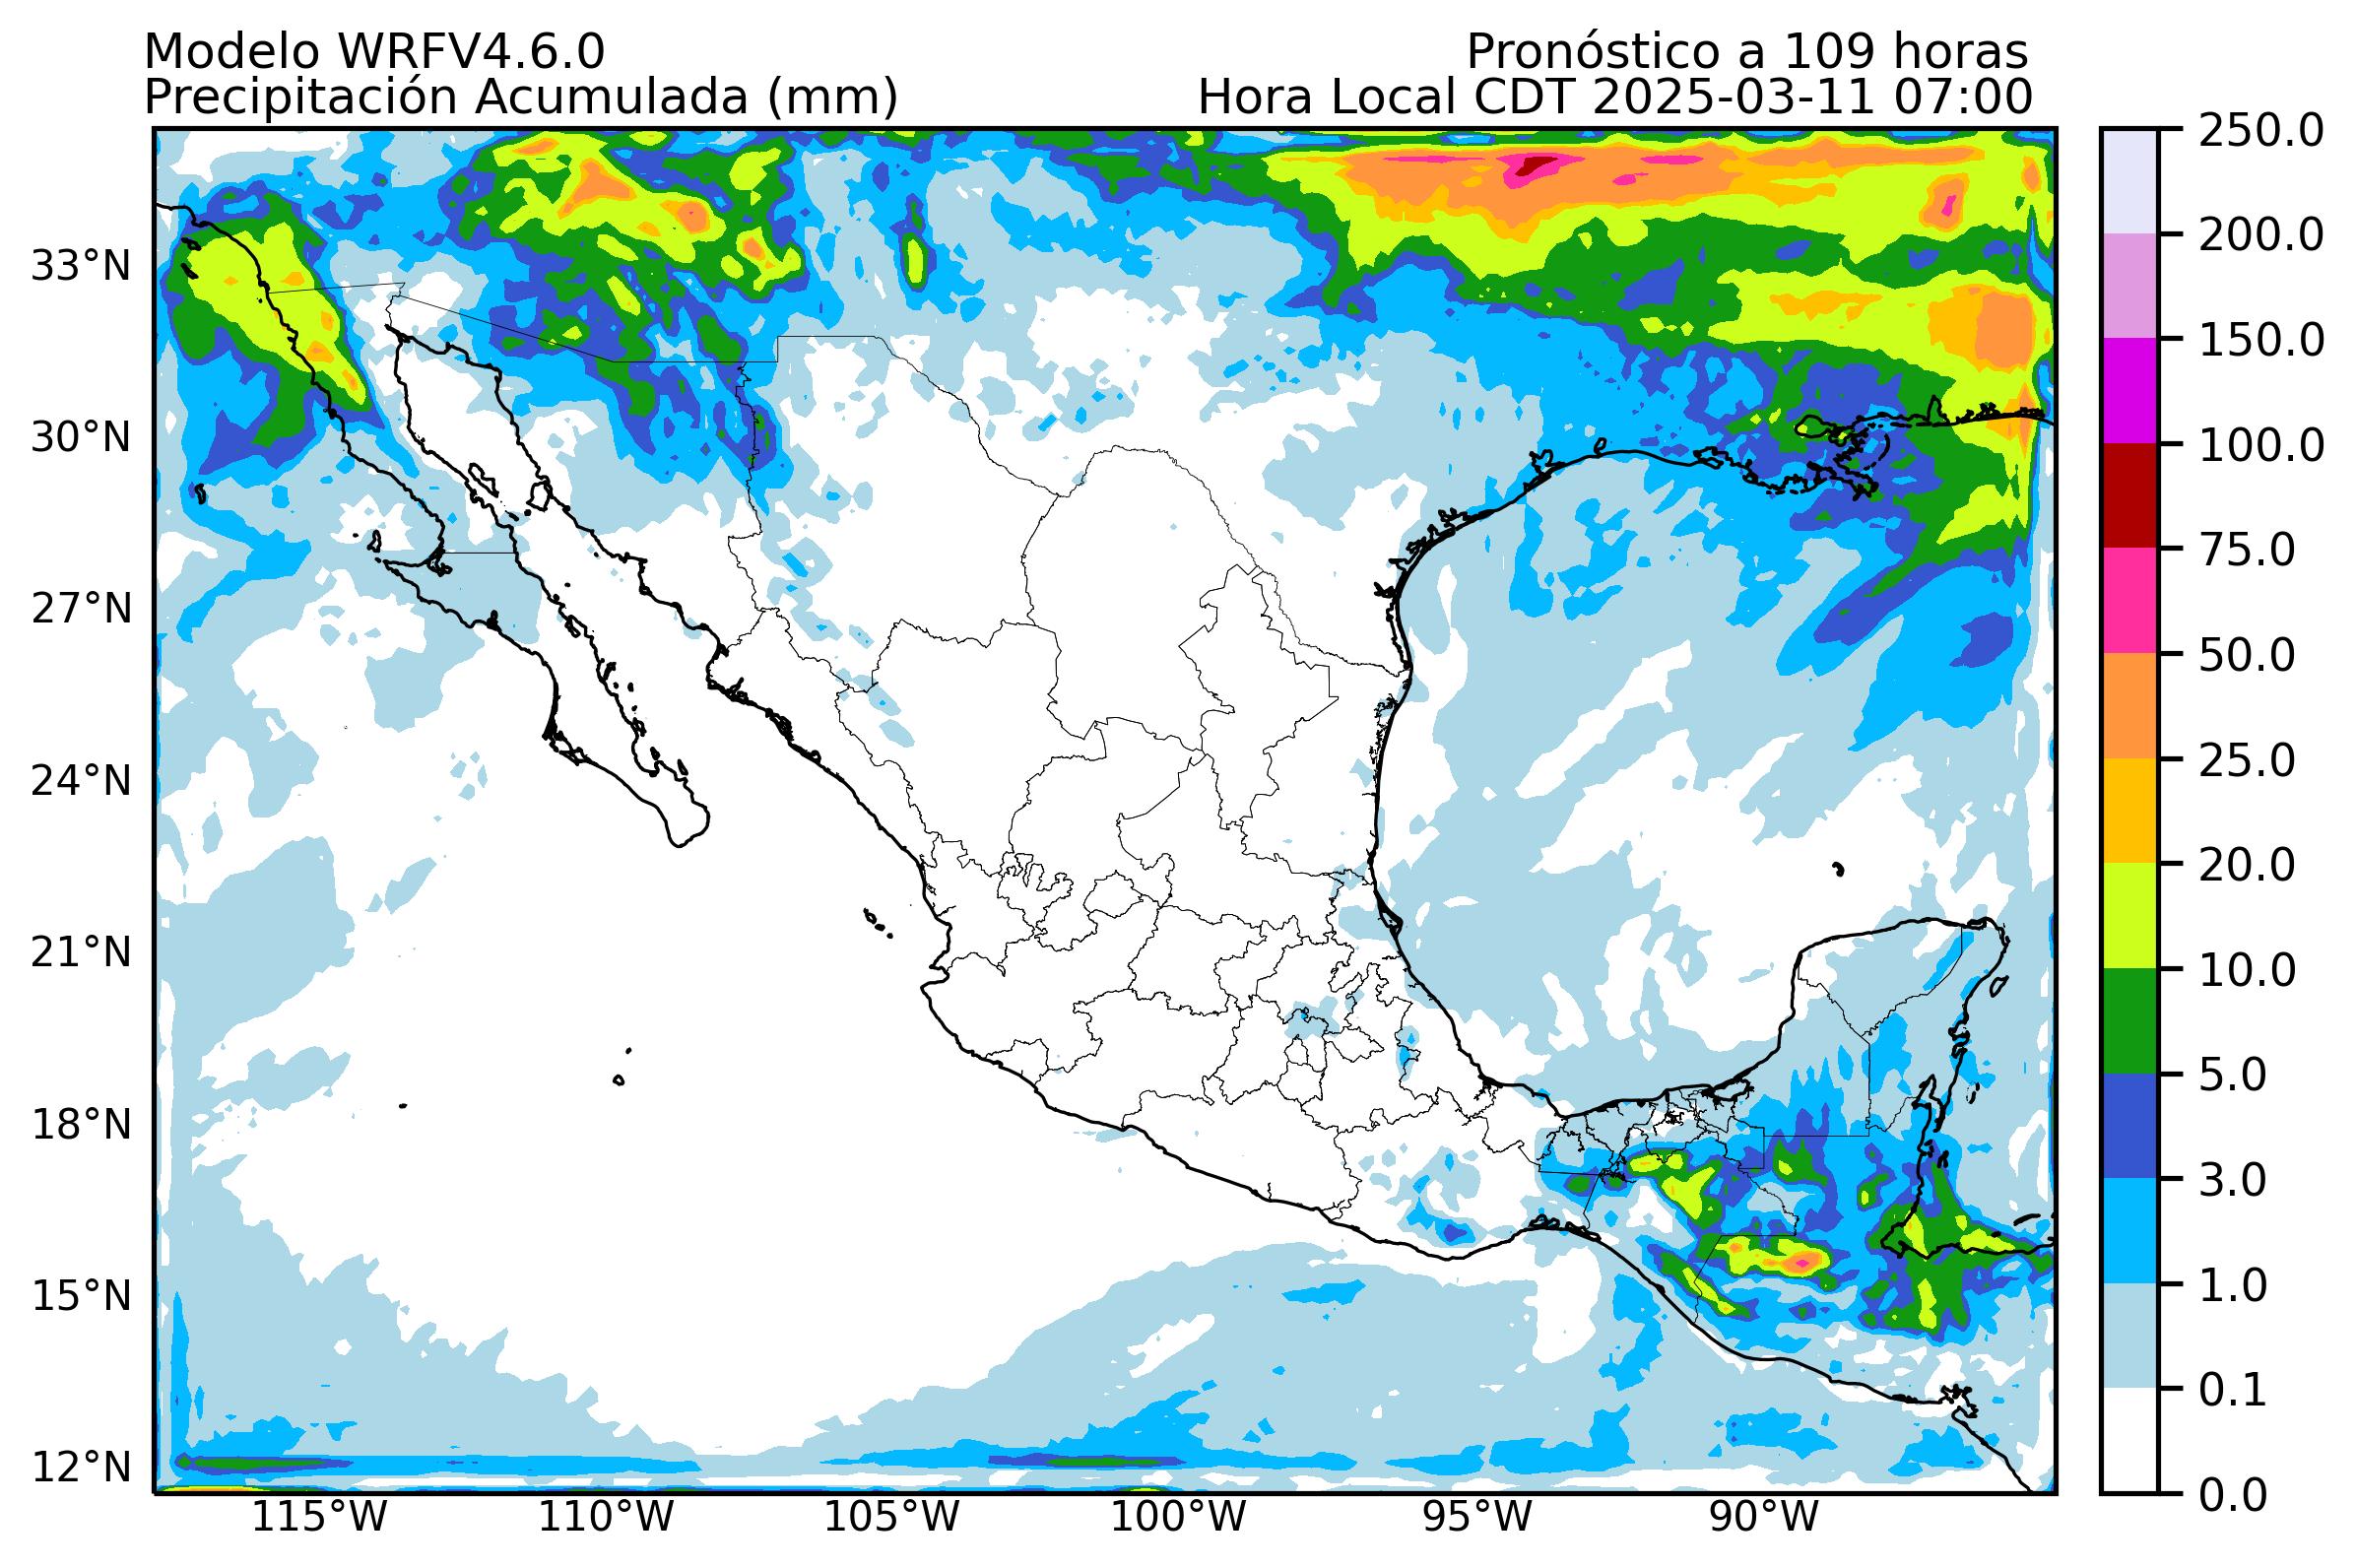 Modelo WRFV4.6.0
Pronóstico a 109 horas
Precipitación Acumulada (mm)
Hora Local CDT 2025-03-11 07:00
33°N
30°N
27°N
24°N
21°N
18°N
15°N
12°N
115°W
110°W
105°W
100°W
95°W
90°W
250.0
200.0
150.0
100.0
75.0
50.0
25.0
20.0
10.0
5.0
3.0
1.0
0.1
0.0